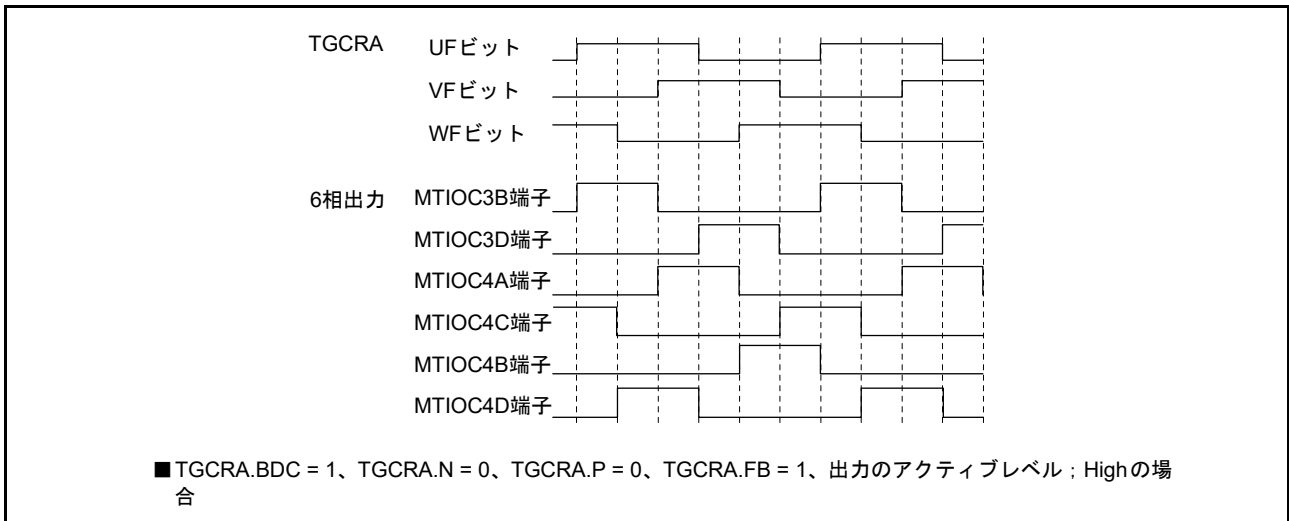 TGCRA UFビット
VFビット
WFビット
6相出力 MTIOC3B端子
MTIOC3D端子
MTIOC4A端子
MTIOC4C端子
MTIOC4B端子
MTIOC4D端子
■TGCRA.BDC = 1、TGCRA.N = 0、TGCRA.P = 0、TGCRA.FB = 1、出力のアクティブレベル；Highの場
合